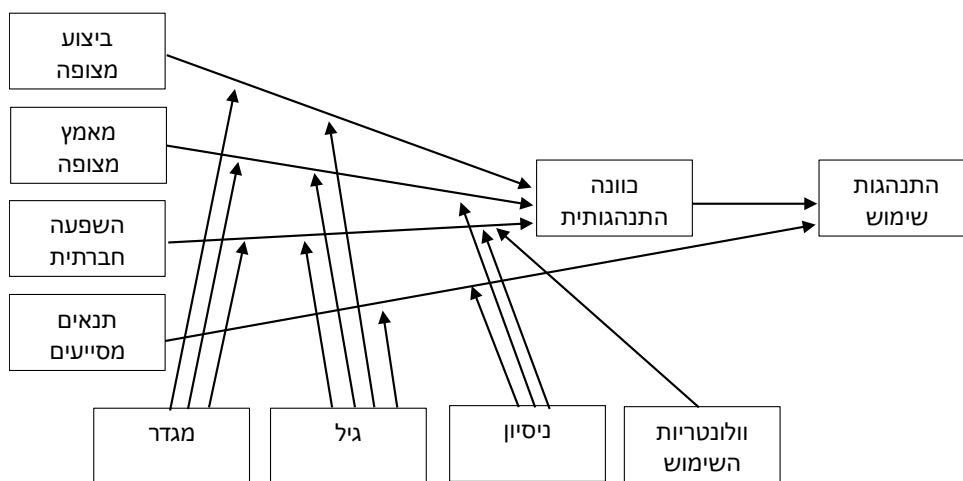 ביצוע
מצופה
מאמץ
מצופה
השפעה
חברתית
תנאים
מסייעים
כוונה
התנהגותית
התנהגות
שימוש
מגדר
גיל
ניסיון
וולונטריות
השימוש